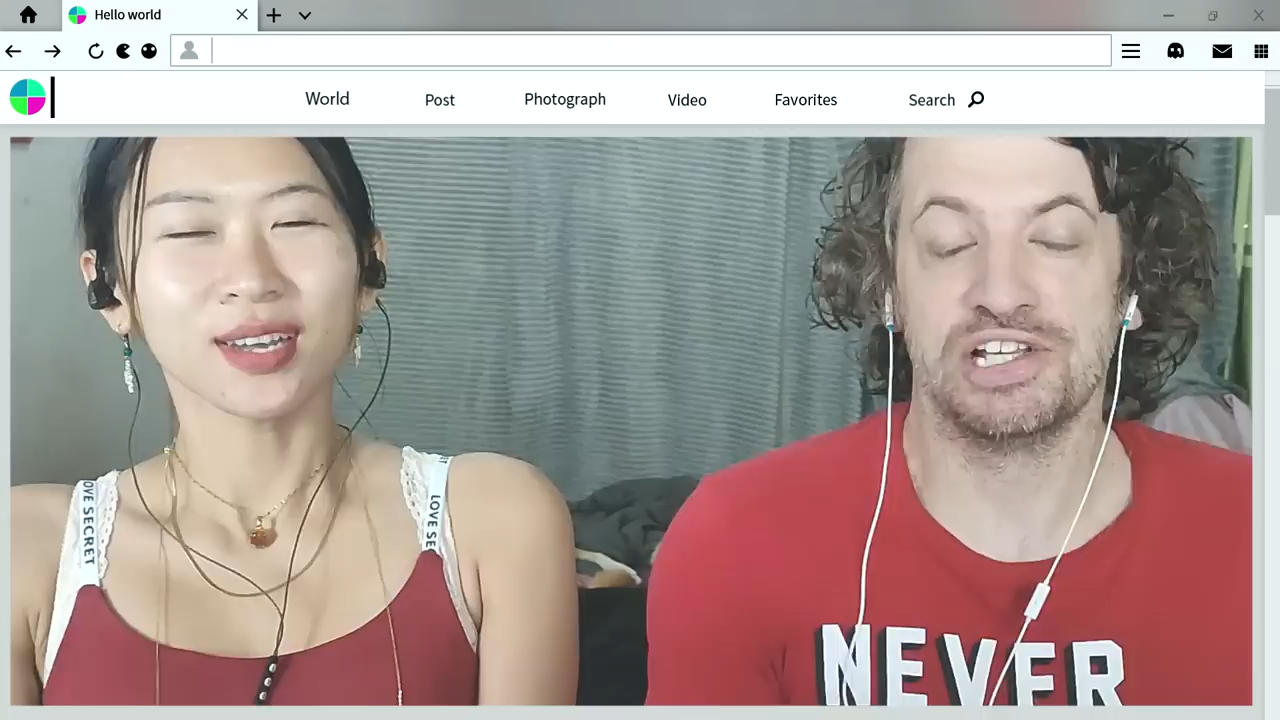 Hello world
World
Post
Photograph
Video
Favorites
Search
LOVE SECRET
LOVE SE
NEVER